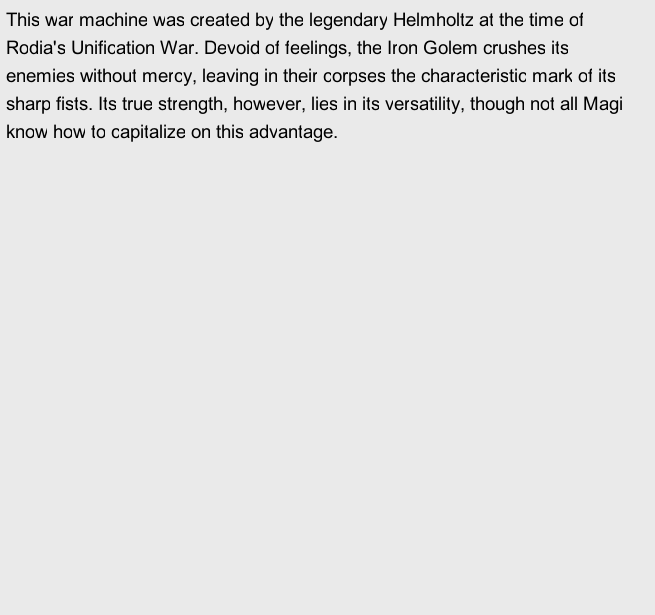 This war machine was created by the legendary Helmholtz at the time of
Rodia's Unification War. Devoid of feelings, the Iron Golem crushes its
enemies without mercy, leaving in their corpses the characteristic mark of its
sharp fists. Its true strength, however, lies in its versatility, though not all Magi
know how to capitalize on this advantage.